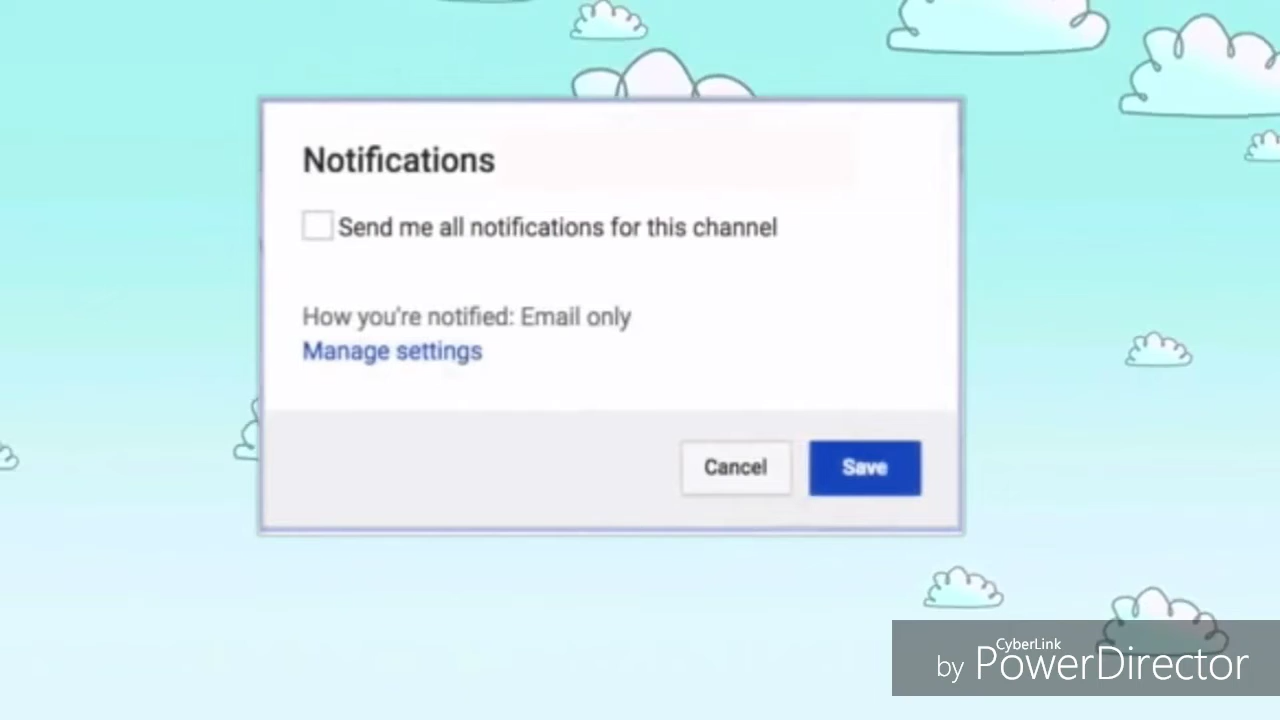 Notifications
Send me all notifications for this channel
How you're notified: Email only
Manage settings
Cancel Save
CyberLink
by PowerDirector